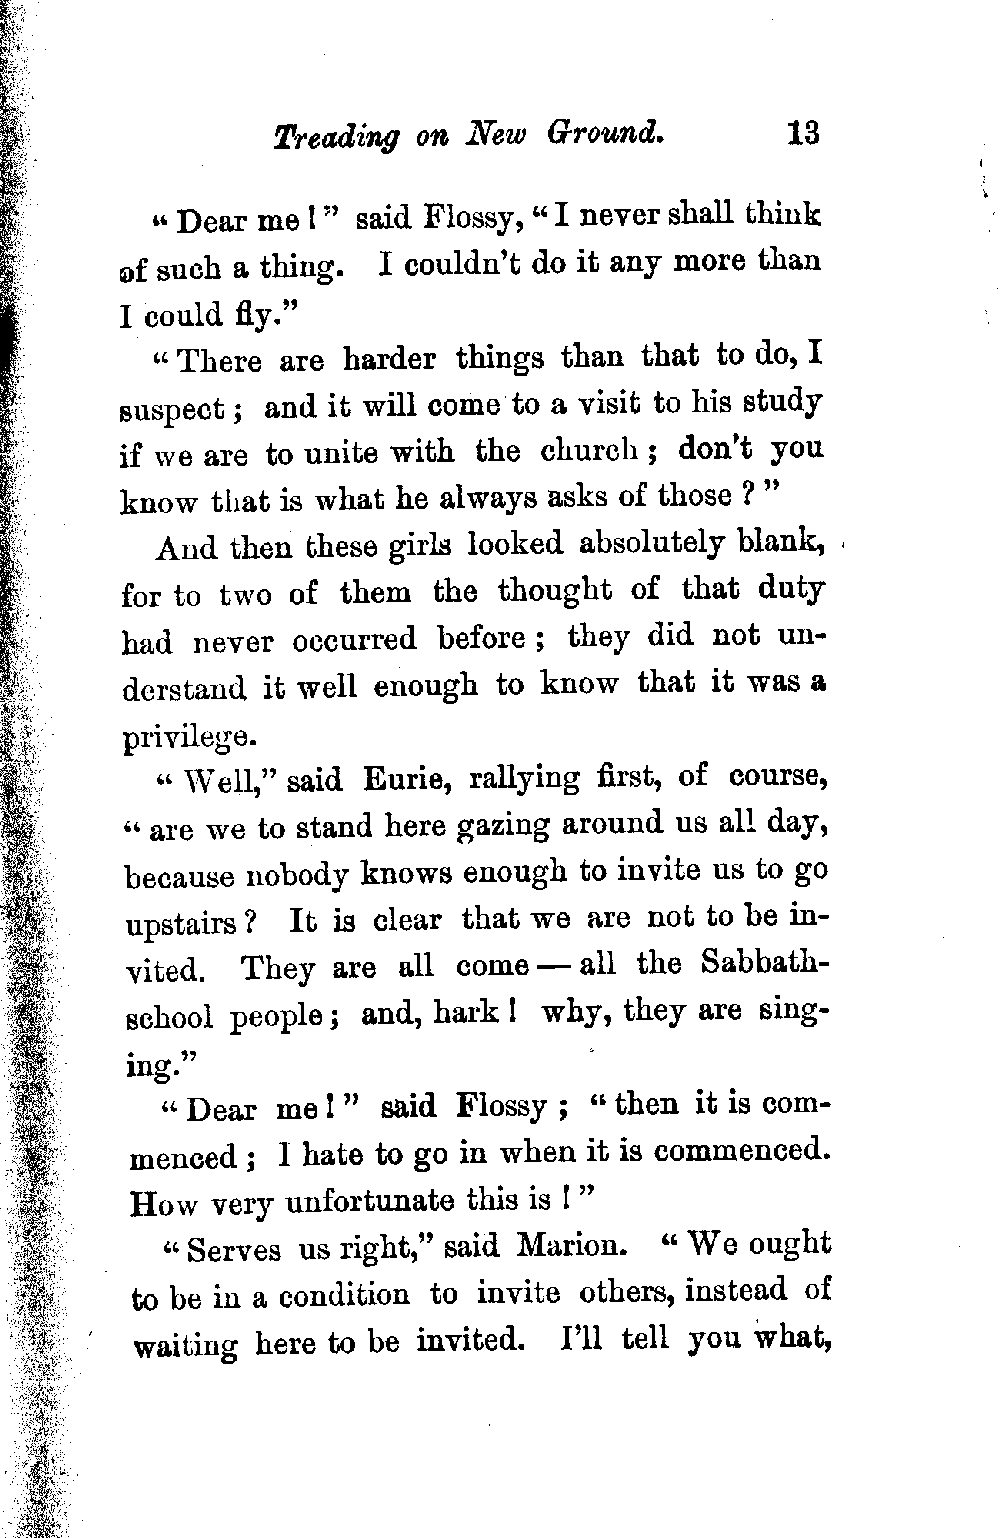 Treading on New Ground. 13
“Dear me!” said Flossy, “I never shall think
of such a thing. I couldn’t do it any more than
I could fly.”
“There are harder things than that to do, I
suspect; and it will come to a visit to his study
if we are to unite with the church; don’t you
know that is what he always asks of those?”
And then these girls looked absolutely blank,
for to two of them the thought of that duty
had never occurred before; they did not un-
derstand it well enough to know that it was a
privilege.
“Well,” said Eurie, rallying first, of course,
“are we to stand here gazing around us all day,
because nobody knows enough to invite us to go
upstairs? It is clear that we are not to be in-
vited. They are all come — all the Sabbath-
school people; and, hark! why, they are sing-
ing.”
“Dear me!” said Flossy; “then it is com-
menced; I hate to go in when it is commenced.
How very unfortunate this is!”
“Serves us right,” said Marion. “We ought
to be in a condition to invite others, instead of
waiting here to be invited. I’ll tell you what,